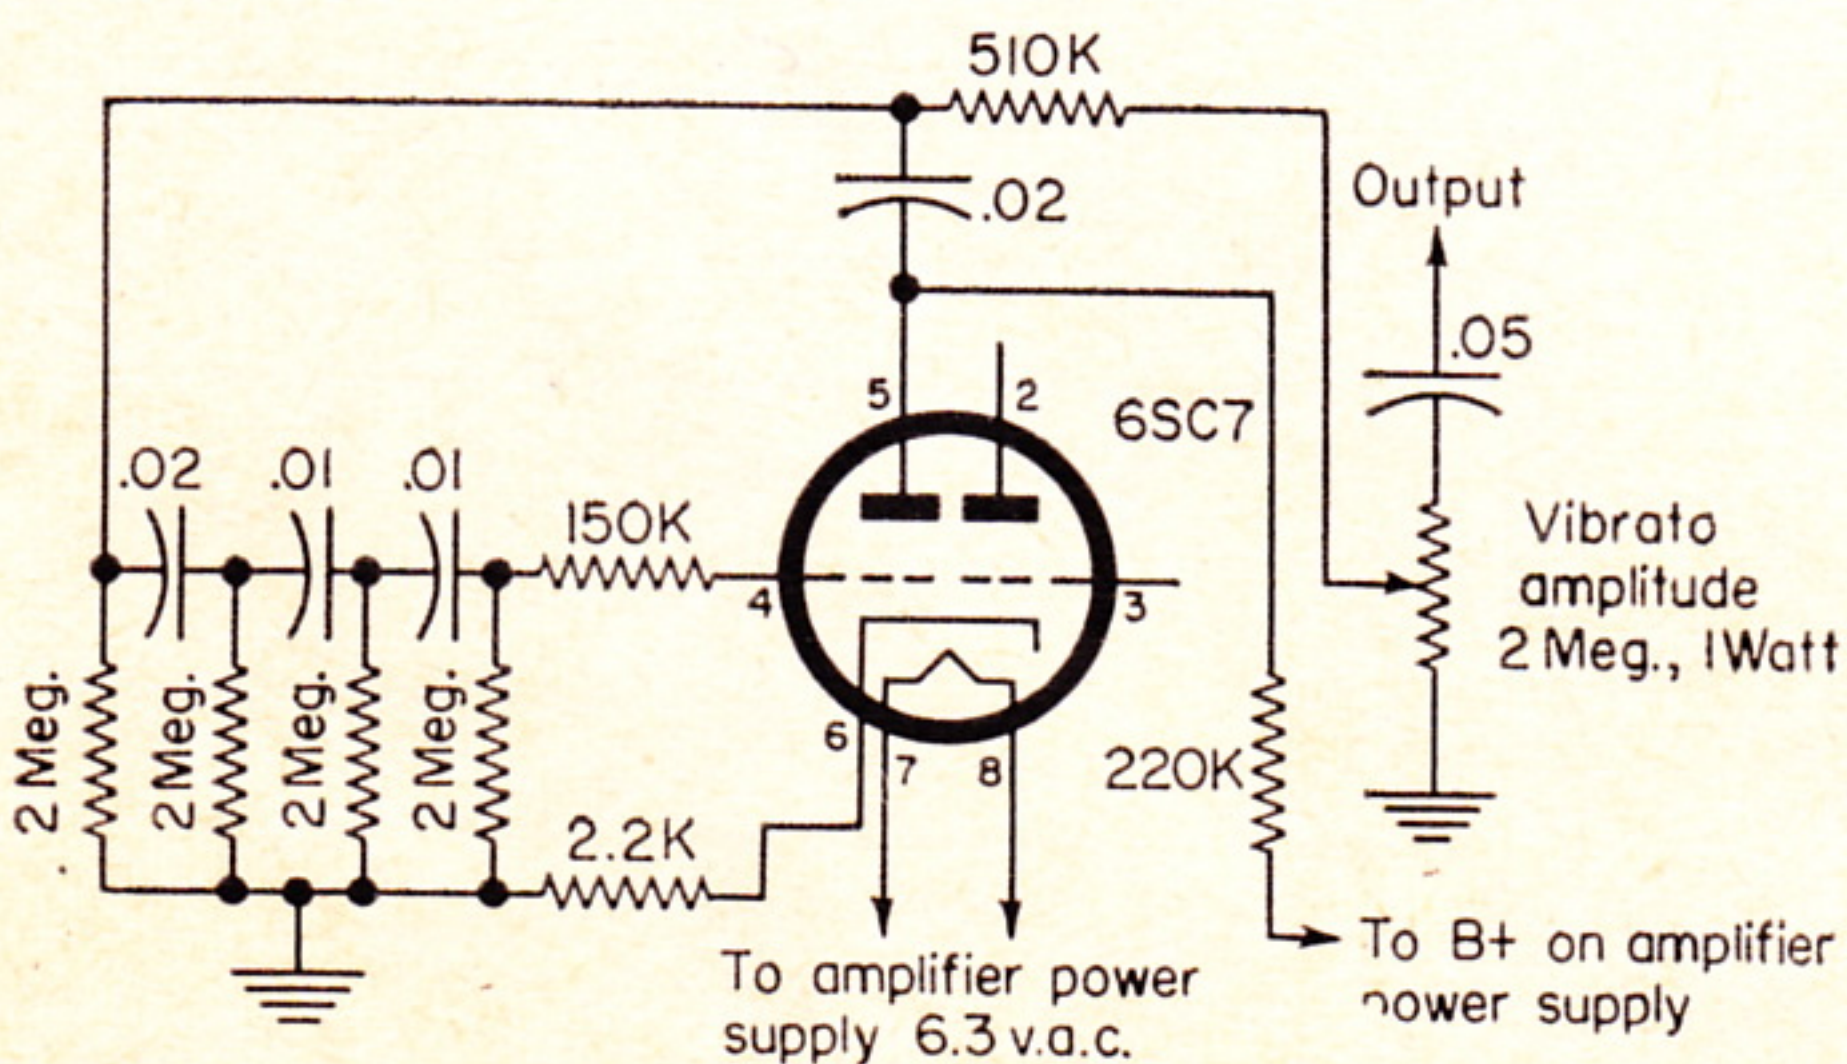 510K
.02
Output
.05
5
2
6SC7
.02
.01
.01
150K
4
3
Vibrato
amplitude
2 Meg., 1 Watt
2 Meg.
2 Meg.
2 Meg.
2 Meg.
6
7
8
220K
2.2K
To amplifier power
supply 6.3 v.a.c.
To B+ on amplifier
power supply